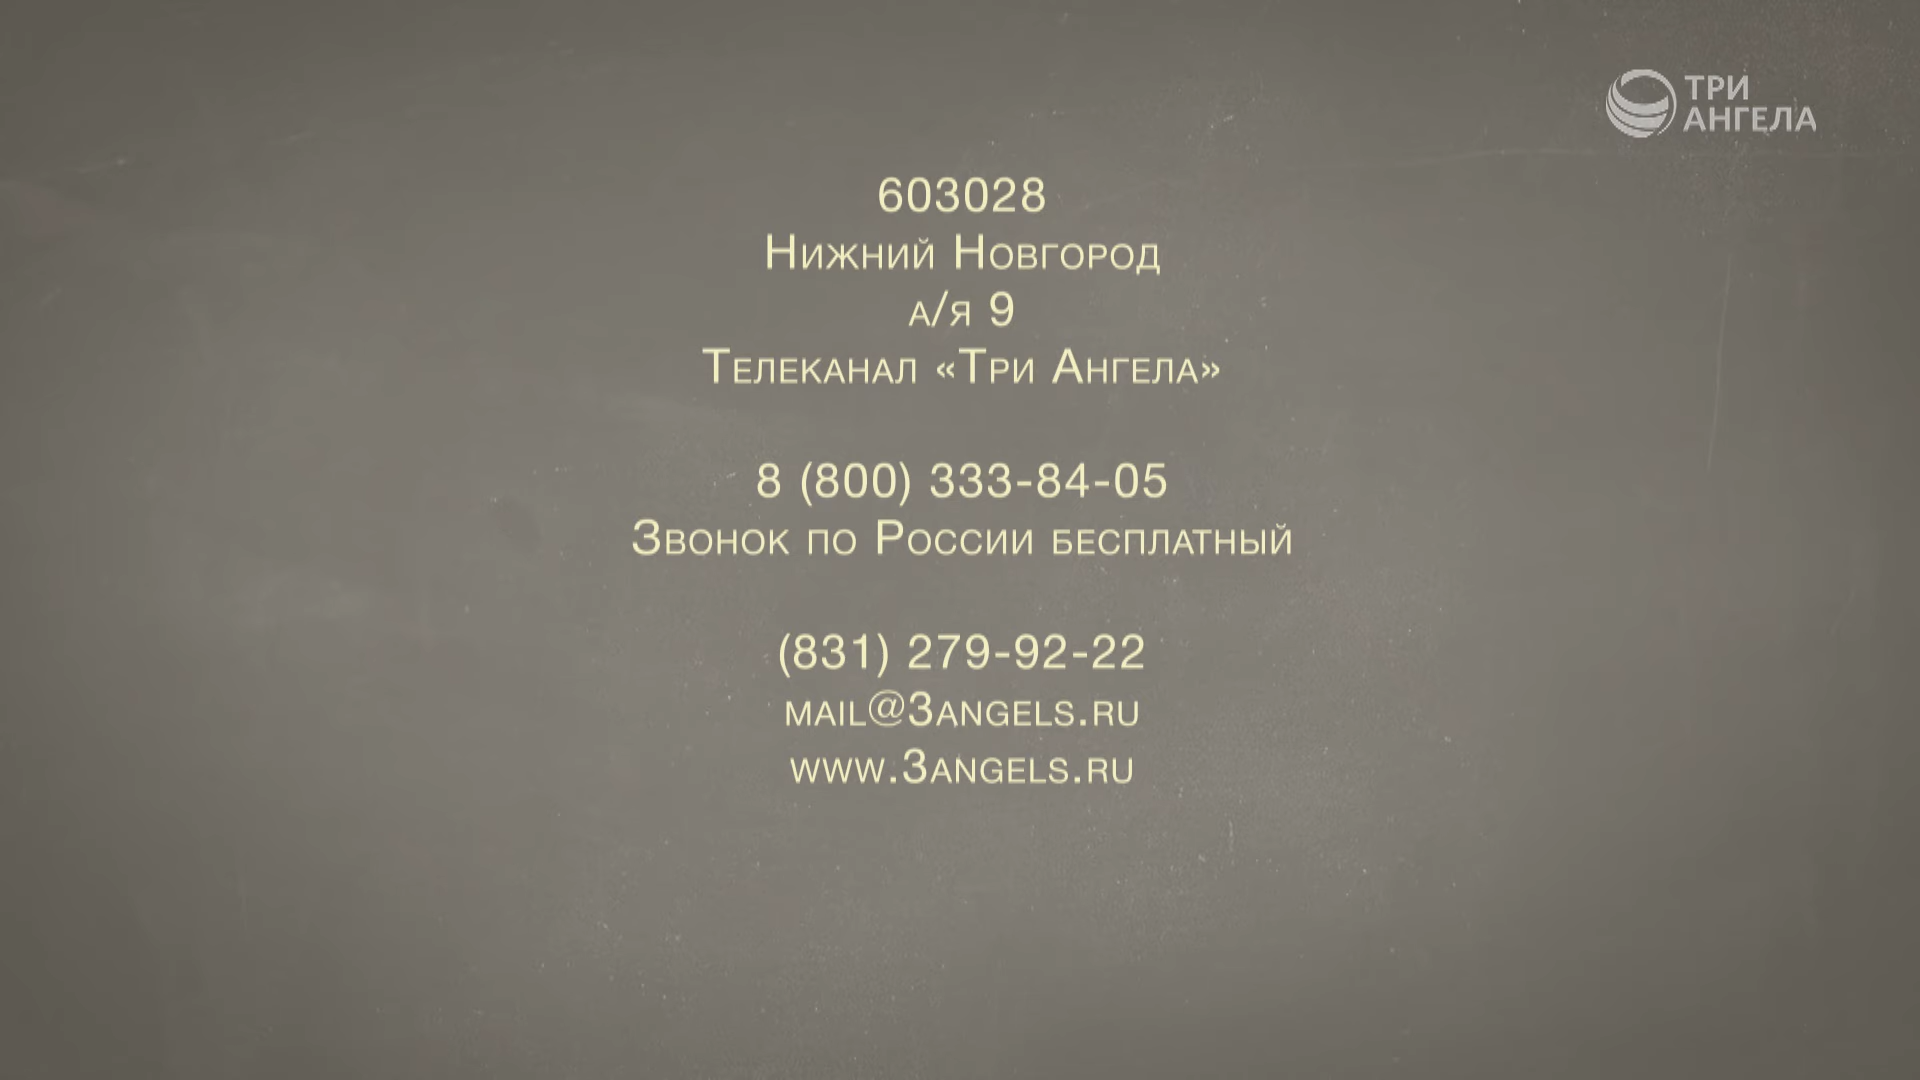 ТРИ
АНГЕЛА
603028
Нижний Новгород
а/я 9
Телеканал «Три Ангела»
8 (800) 333-84-05
Звонок по России бесплатный
(831) 279-92-22
mail@3angels.ru
www.3angels.ru